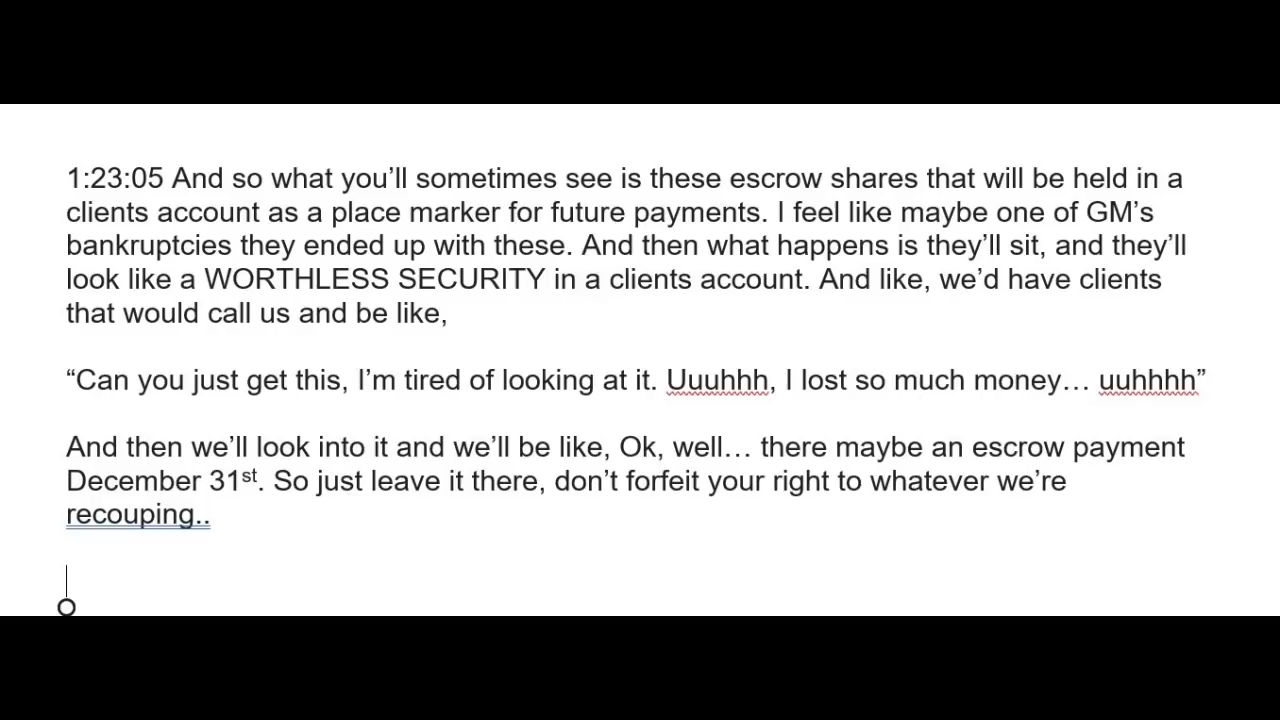 1:23:05 And so what you’ll sometimes see is these escrow shares that will be held in a
clients account as a place marker for future payments. I feel like maybe one of GM’s
bankruptcies they ended up with these. And then what happens is they’ll sit, and they’ll
look like a WORTHLESS SECURITY in a clients account. And like, we’d have clients
that would call us and be like,
“Can you just get this, I’m tired of looking at it. Uuuhhh, I lost so much money… uuhhhh”
And then we’ll look into it and we’ll be like, Ok, well… there maybe an escrow payment
December 31st. So just leave it there, don’t forfeit your right to whatever we’re
recouping..